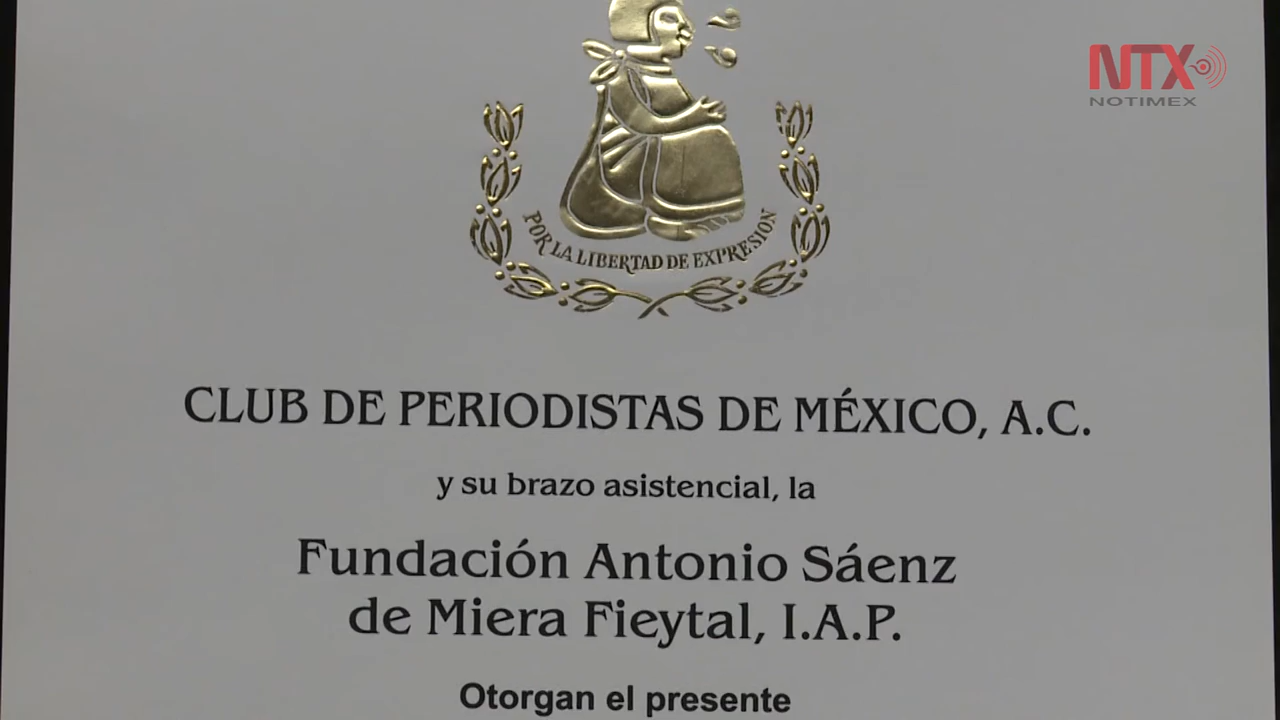 NTX
NOTIMEX
POR LA LIBERTAD DE EXPRESION
CLUB DE PERIODISTAS DE MÉXICO, A.C.
y su brazo asistencial, la
Fundación Antonio Sáenz
de Miera Fieytal, I.A.P.
Otorgan el presente